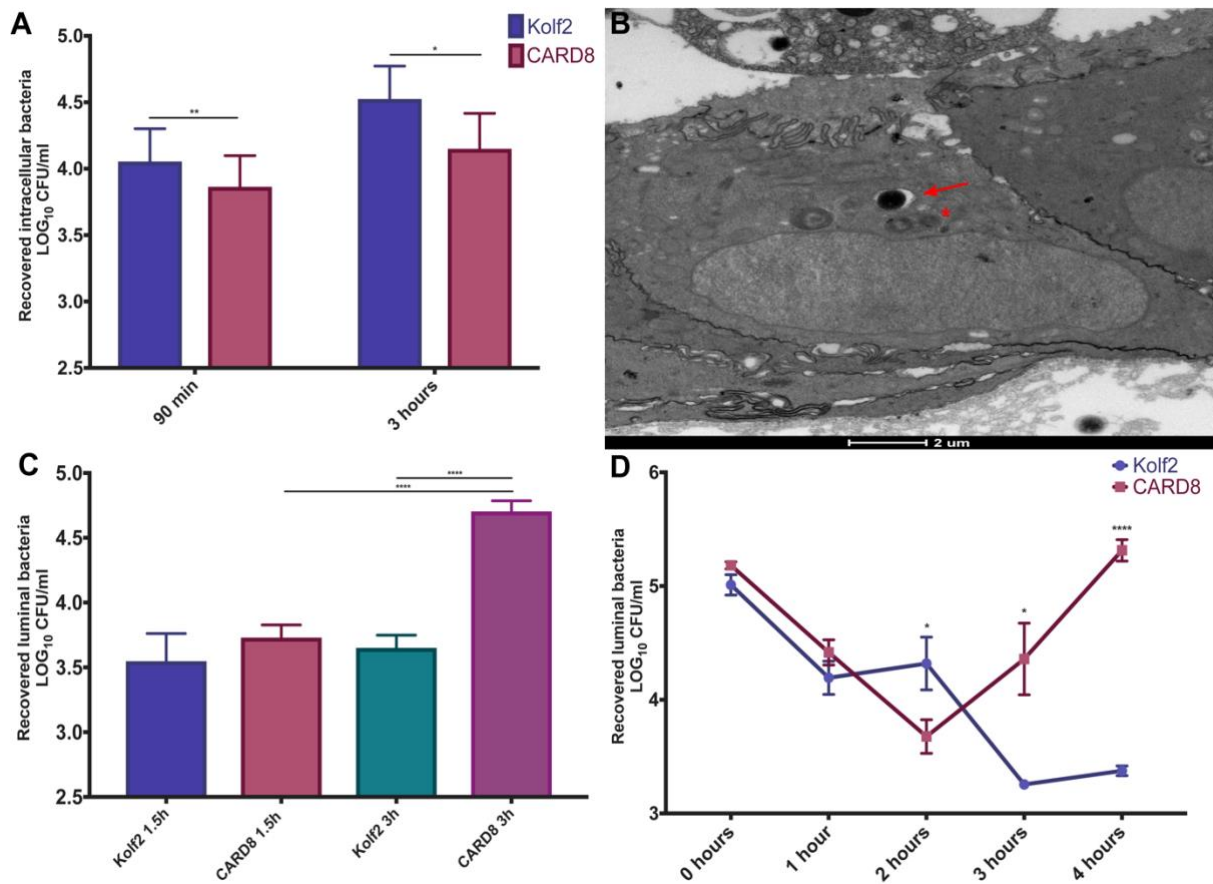 A
Kolf2
CARD8
Recovered intracellular bacteria
LOG10 CFU/ml
5.0
4.5
4.0
3.5
3.0
2.5
**
*
90 min
3 hours
B
*
2 um
C
Recovered luminal bacteria
LOG10 CFU/ml
5.0
4.5
4.0
3.5
3.0
2.5
****
****
Kolf2 1.5h
CARD8 1.5h
Kolf2 3h
CARD8 3h
D
Kolf2
CARD8
Recovered luminal bacteria
LOG10 CFU/ml
6
5
4
3
*
*
****
0 hours
1 hour
2 hours
3 hours
4 hours